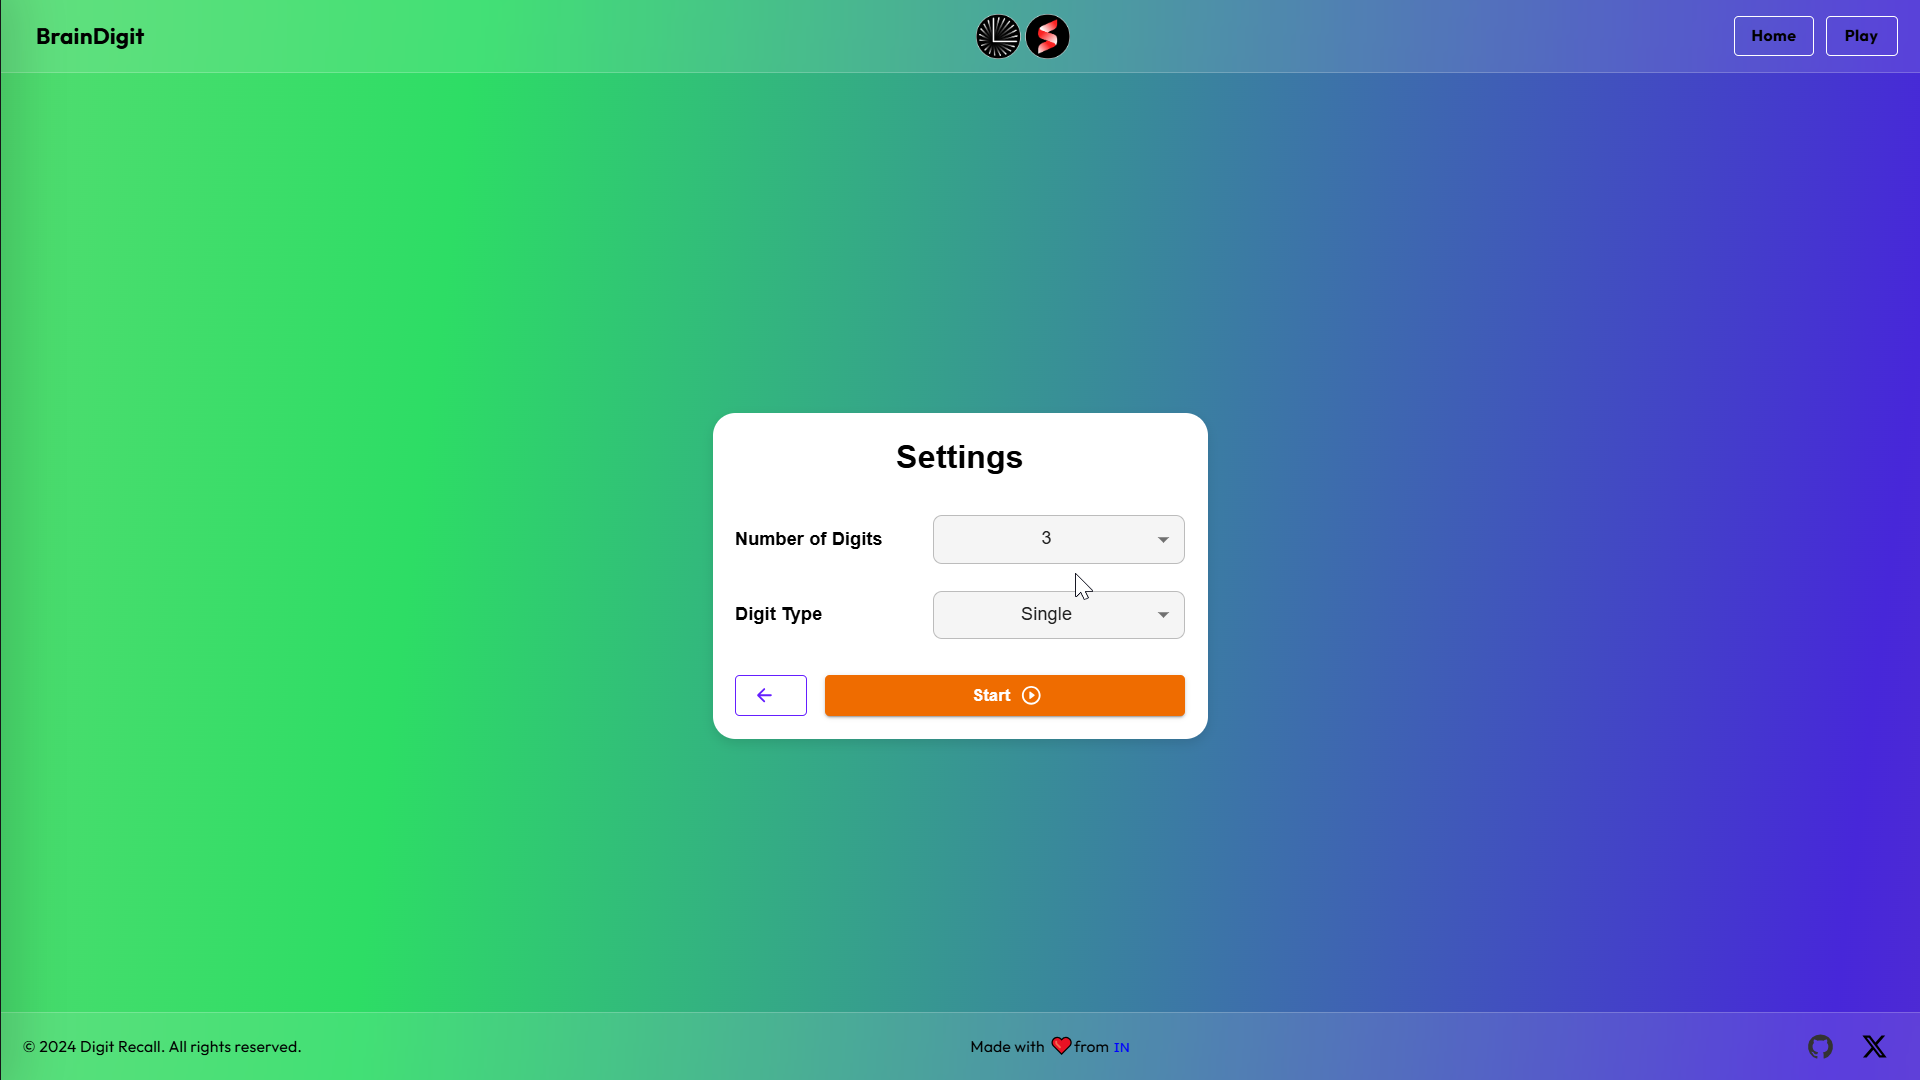 BrainDigit
Home
Play
Settings
Number of Digits
3
Digit Type
Single
Start
© 2024 Digit Recall. All rights reserved.
Made with ❤️ from IN